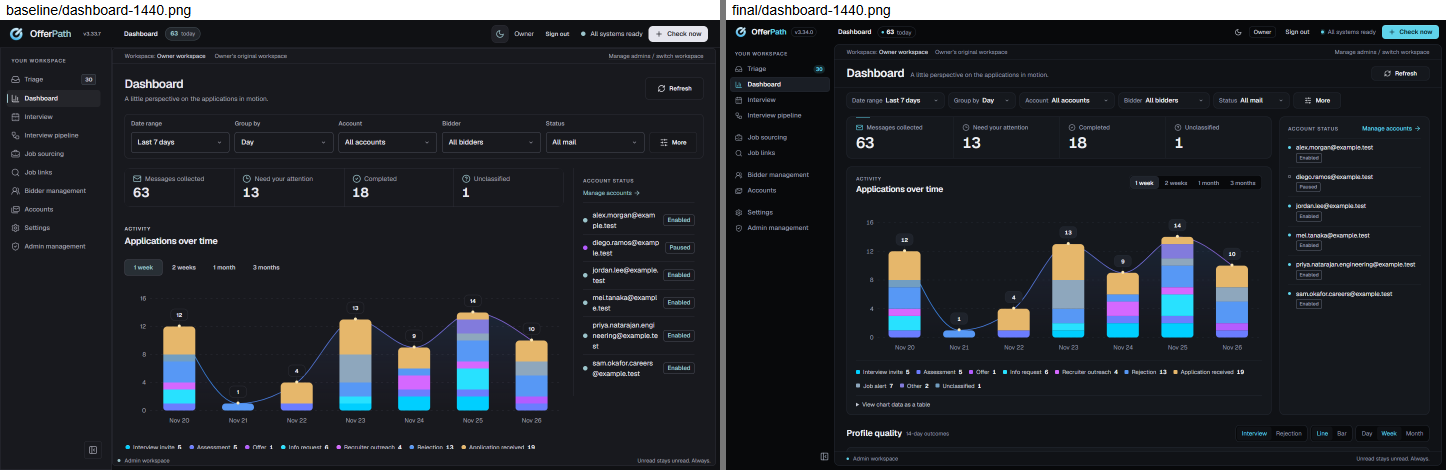 baseline/dashboard-1440.png
OfferPath v3.33.7 Dashboard 63 today Owner Sign out All systems ready + Check now
Workspace: Owner workspace Owner's original workspace Manage admins / switch workspace
YOUR WORKSPACE
Triage 30
Dashboard
Interview
Interview pipeline
Job sourcing
Job links
Bidder management
Accounts
Settings
Admin management
Dashboard
A little perspective on the applications in motion.
Refresh
Date range Group by Account Bidder Status
Last 7 days Day All accounts All bidders All mail More
Messages collected Need your attention Completed Unclassified
63 13 18 1
ACCOUNT STATUS
Manage accounts →
alex.morgan@exam
ple.test
Enabled
diego.ramos@examp
le.test
Paused
jordan.lee@example.
test
Enabled
mei.tanaka@exampl
e.test
Enabled
priya.natarajan.engi
neering@example.te
st
Enabled
sam.okafor.careers
@example.test
Enabled
ACTIVITY
Applications over time
1 week 2 weeks 1 month 3 months
16
12
8
4
0
12 1 4 13 9 14 10
Nov 20 Nov 21 Nov 22 Nov 23 Nov 24 Nov 25 Nov 26
Interview invite 5 Assessment 5 Offer 1 Info request 6 Recruiter outreach 4 Rejection 13 Application received 19
Admin workspace Unread stays unread. Always.
final/dashboard-1440.png
OfferPath v3.34.0 Dashboard 63 today Owner Sign out All systems ready + Check now
Workspace: Owner workspace Owner's original workspace Manage admins / switch workspace
YOUR WORKSPACE
Triage 30
Dashboard
Interview
Interview pipeline
Job sourcing
Job links
Bidder management
Accounts
Settings
Admin management
Dashboard A little perspective on the applications in motion. Refresh
Date range Last 7 days Group by Day Account All accounts Bidder All bidders Status All mail More
Messages collected Need your attention Completed Unclassified
63 13 18 1
ACCOUNT STATUS Manage accounts →
alex.morgan@example.test
Enabled
diego.ramos@example.test
Paused
jordan.lee@example.test
Enabled
mei.tanaka@example.test
Enabled
priya.natarajan.engineering@example.test
Enabled
sam.okafor.careers@example.test
Enabled
ACTIVITY
Applications over time
1 week 2 weeks 1 month 3 months
16
12
8
4
0
12 1 4 13 9 14 10
Nov 20 Nov 21 Nov 22 Nov 23 Nov 24 Nov 25 Nov 26
Interview invite 5 Assessment 5 Offer 1 Info request 6 Recruiter outreach 4 Rejection 13 Application received 19
Job alert 7 Other 2 Unclassified 1
View chart data as a table
Profile quality 14-day outcomes Interview Rejection Line Bar Day Week Month
Admin workspace Unread stays unread. Always.